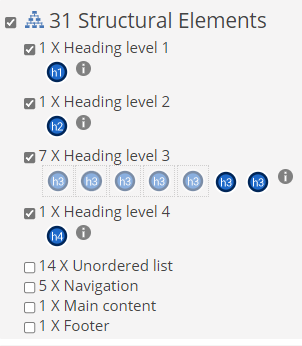 31 Structural Elements
1 X Heading level 1
h1 i
1 X Heading level 2
h2 i
7 X Heading level 3
h3 h3 h3 h3 h3 h3 h3 i
1 X Heading level 4
h4 i
14 X Unordered list
5 X Navigation
1 X Main content
1 X Footer